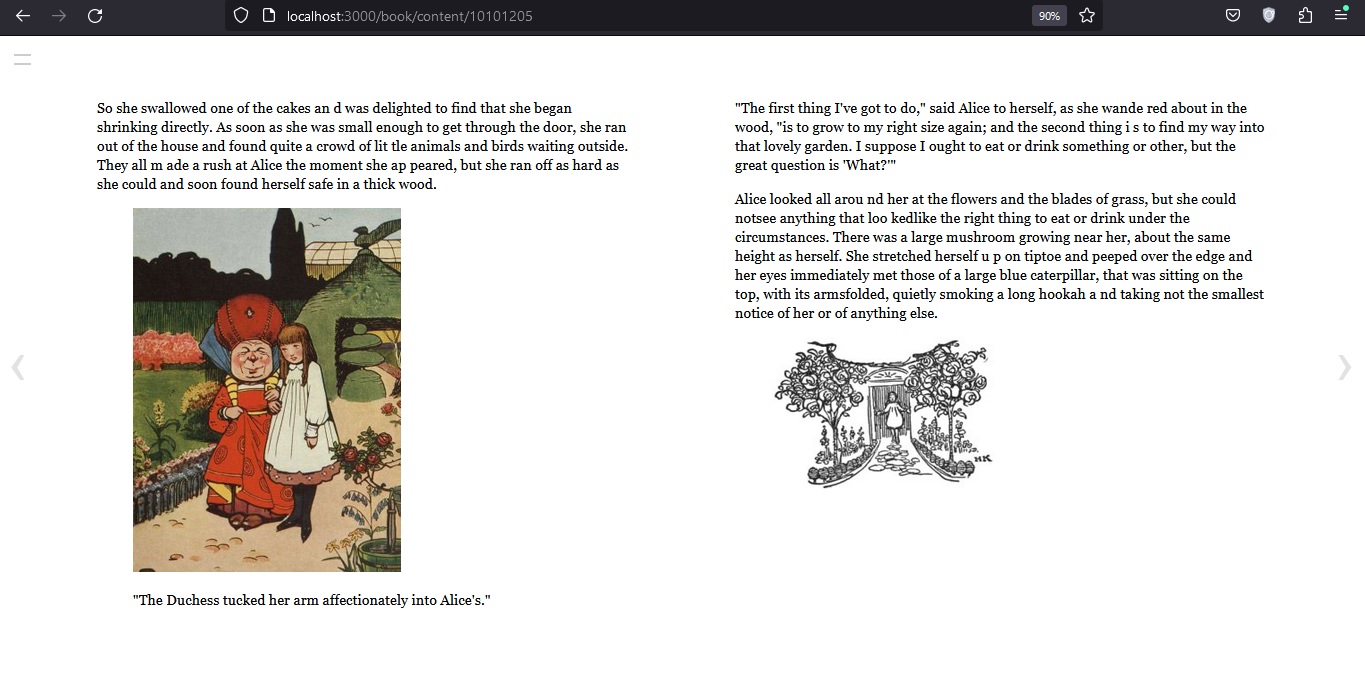 localhost:3000/book/content/10101205
90%
So she swallowed one of the cakes an d was delighted to find that she began
shrinking directly. As soon as she was small enough to get through the door, she ran
out of the house and found quite a crowd of lit tle animals and birds waiting outside.
They all m ade a rush at Alice the moment she ap peared, but she ran off as hard as
she could and soon found herself safe in a thick wood.
"The Duchess tucked her arm affectionately into Alice's."
"The first thing I've got to do," said Alice to herself, as she wande red about in the
wood, "is to grow to my right size again; and the second thing i s to find my way into
that lovely garden. I suppose I ought to eat or drink something or other, but the
great question is 'What?'"
Alice looked all arou nd her at the flowers and the blades of grass, but she could
notsee anything that loo kedlike the right thing to eat or drink under the
circumstances. There was a large mushroom growing near her, about the same
height as herself. She stretched herself u p on tiptoe and peeped over the edge and
her eyes immediately met those of a large blue caterpillar, that was sitting on the
top, with its armsfolded, quietly smoking a long hookah a nd taking not the smallest
notice of her or of anything else.
HK